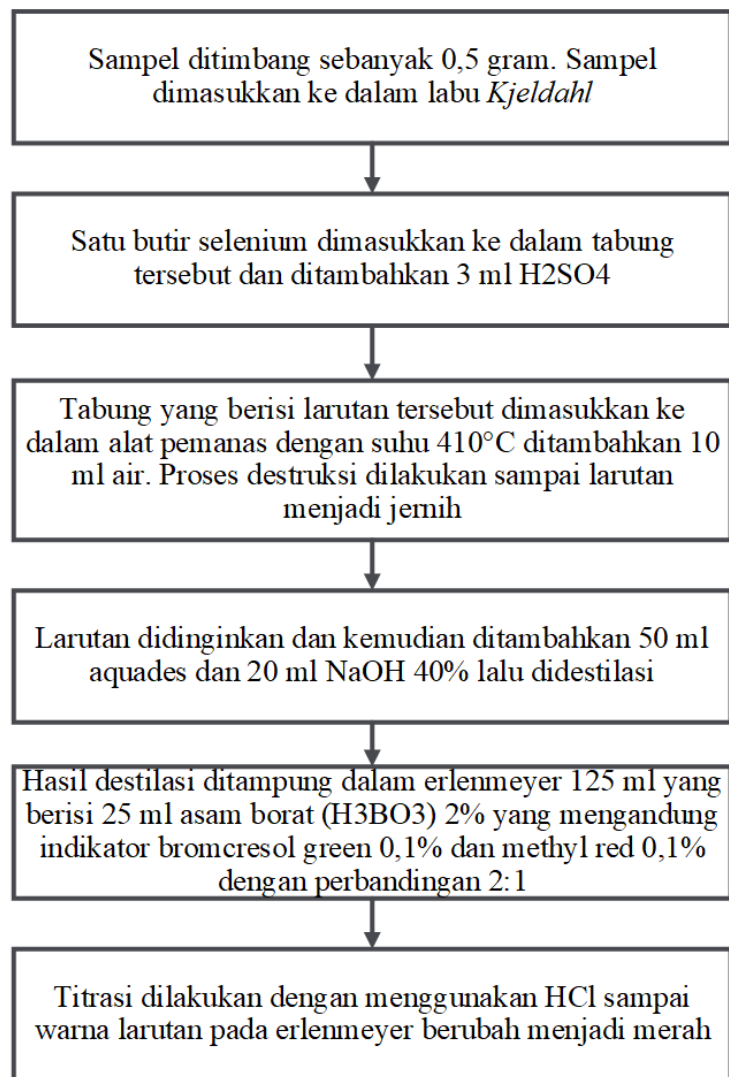 Sampel ditimbang sebanyak 0,5 gram. Sampel
dimasukkan ke dalam labu Kjeldahl
Satu butir selenium dimasukkan ke dalam tabung
tersebut dan ditambahkan 3 ml H2SO4
Tabung yang berisi larutan tersebut dimasukkan ke
dalam alat pemanas dengan suhu 410°C ditambahkan 10
ml air. Proses destruksi dilakukan sampai larutan
menjadi jernih
Larutan didinginkan dan kemudian ditambahkan 50 ml
aquades dan 20 ml NaOH 40% lalu didestilasi
Hasil destilasi ditampung dalam erlenmeyer 125 ml yang
berisi 25 ml asam borat (H3BO3) 2% yang mengandung
indikator bromcresol green 0,1% dan methyl red 0,1%
dengan perbandingan 2:1
Titrasi dilakukan dengan menggunakan HCl sampai
warna larutan pada erlenmeyer berubah menjadi merah